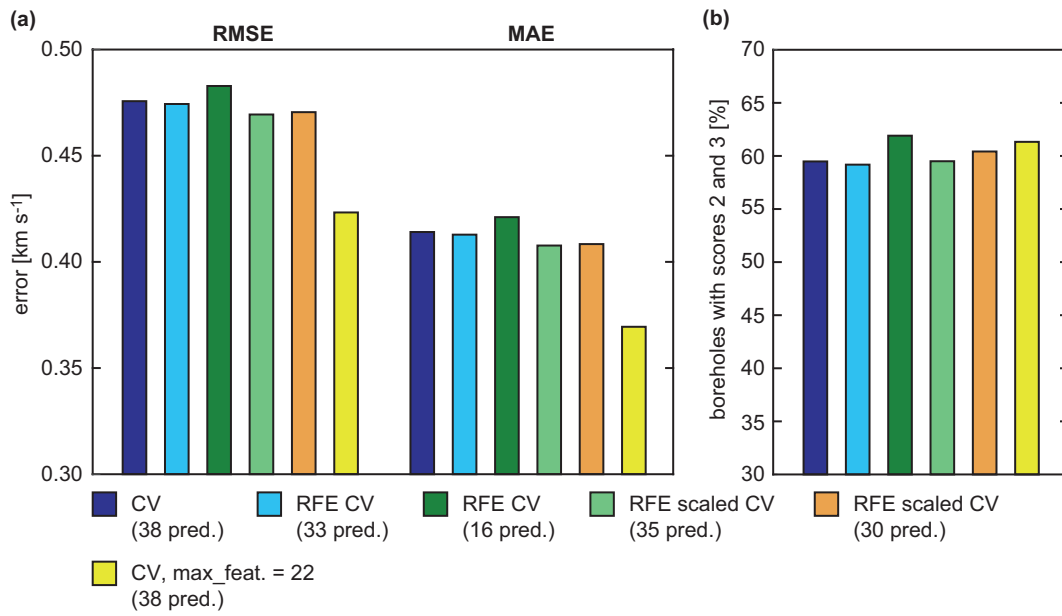 (a)
RMSE MAE
error [km s-1]
0.50
0.45
0.40
0.35
0.30
(b)
boreholes with scores 2 and 3 [%]
70
65
60
55
50
45
40
35
30
CV
(38 pred.)
RFE CV
(33 pred.)
RFE CV
(16 pred.)
RFE scaled CV
(35 pred.)
RFE scaled CV
(30 pred.)
CV, max_feat. = 22
(38 pred.)